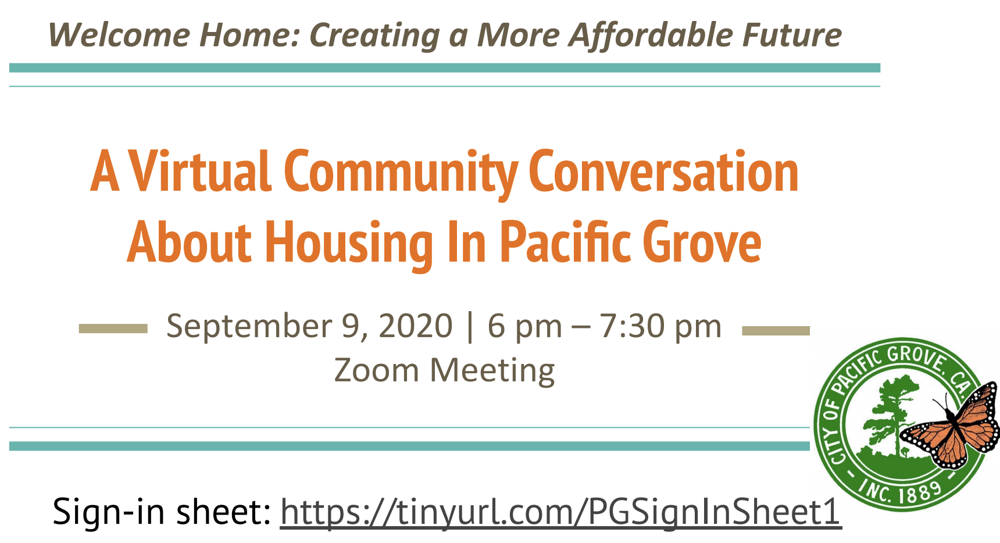 Welcome Home: Creating a More Affordable Future
A Virtual Community Conversation
About Housing In Pacific Grove
September 9, 2020 | 6 pm – 7:30 pm
Zoom Meeting
CITY OF PACIFIC GROVE, CA.
– INC. 1889 –
Sign-in sheet: https://tinyurl.com/PGSignInSheet1